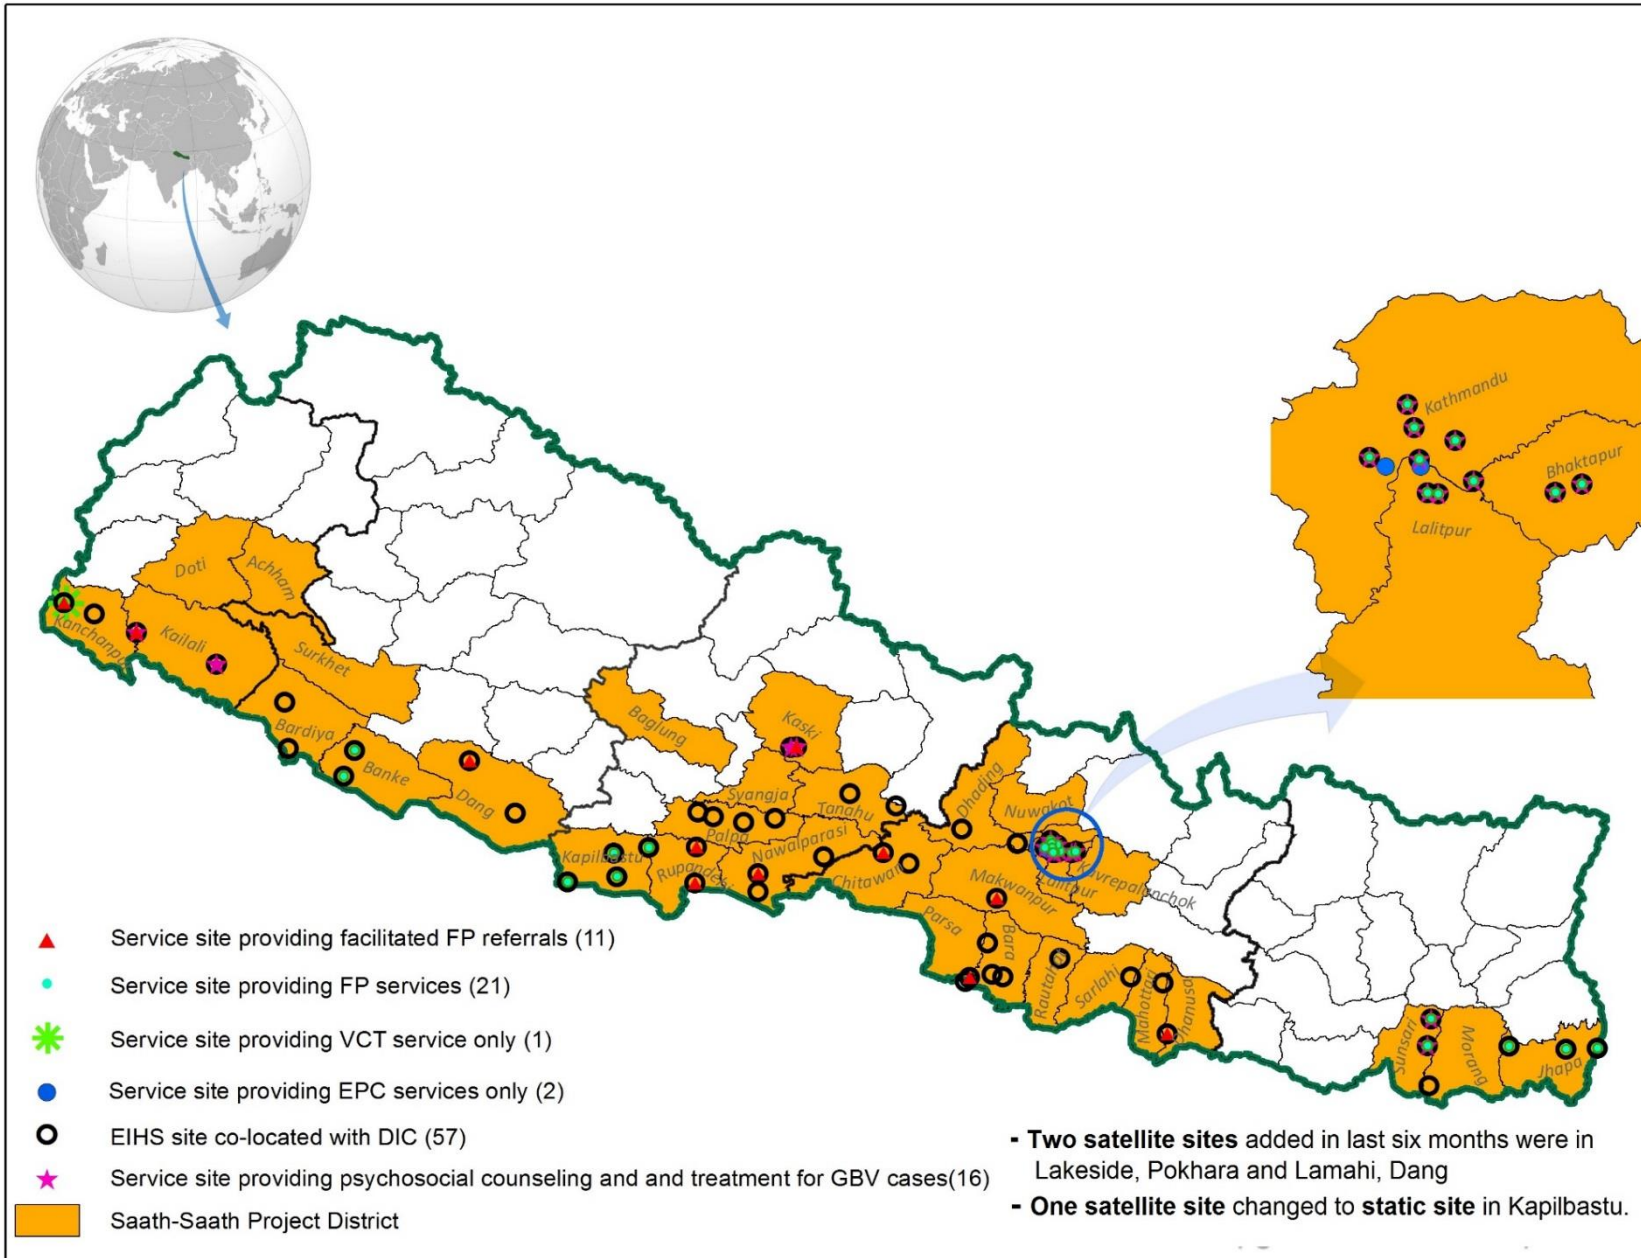 Kathmandu
Bhaktapur
Lalitpur
Doti
Achham
Kanchanpur
Kailali
Surkhet
Bardiya
Banke
Dang
Baglung
Kaski
Syangja
Tanahu
Palpa
Nawalparasi
Kapilbastu
Rupandehi
Chitawan
Dhading
Nuwakot
Lalitpur
Kavrepalanchok
Makwanpur
Parsa
Bara
Rautahat
Sarlahi
Mahottari
Dhanusa
Sunsari
Morang
Jhapa
Service site providing facilitated FP referrals (11)
Service site providing FP services (21)
Service site providing VCT service only (1)
Service site providing EPC services only (2)
EIHS site co-located with DIC (57)
Service site providing psychosocial counseling and and treatment for GBV cases(16)
Saath-Saath Project District
- Two satellite sites added in last six months were in
Lakeside, Pokhara and Lamahi, Dang
- One satellite site changed to static site in Kapilbastu.